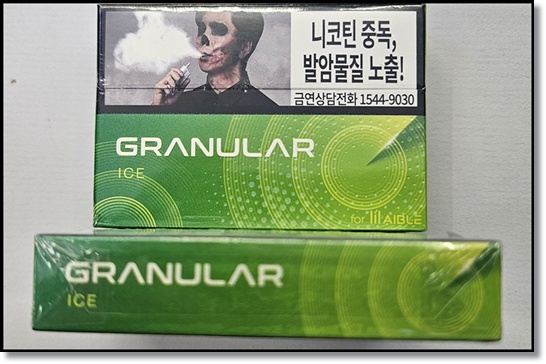 니코틴 중독,
발암물질 노출!
금연상담전화 1544-9030
GRANULAR
ICE
for lil AIBLE
GRANULAR
ICE